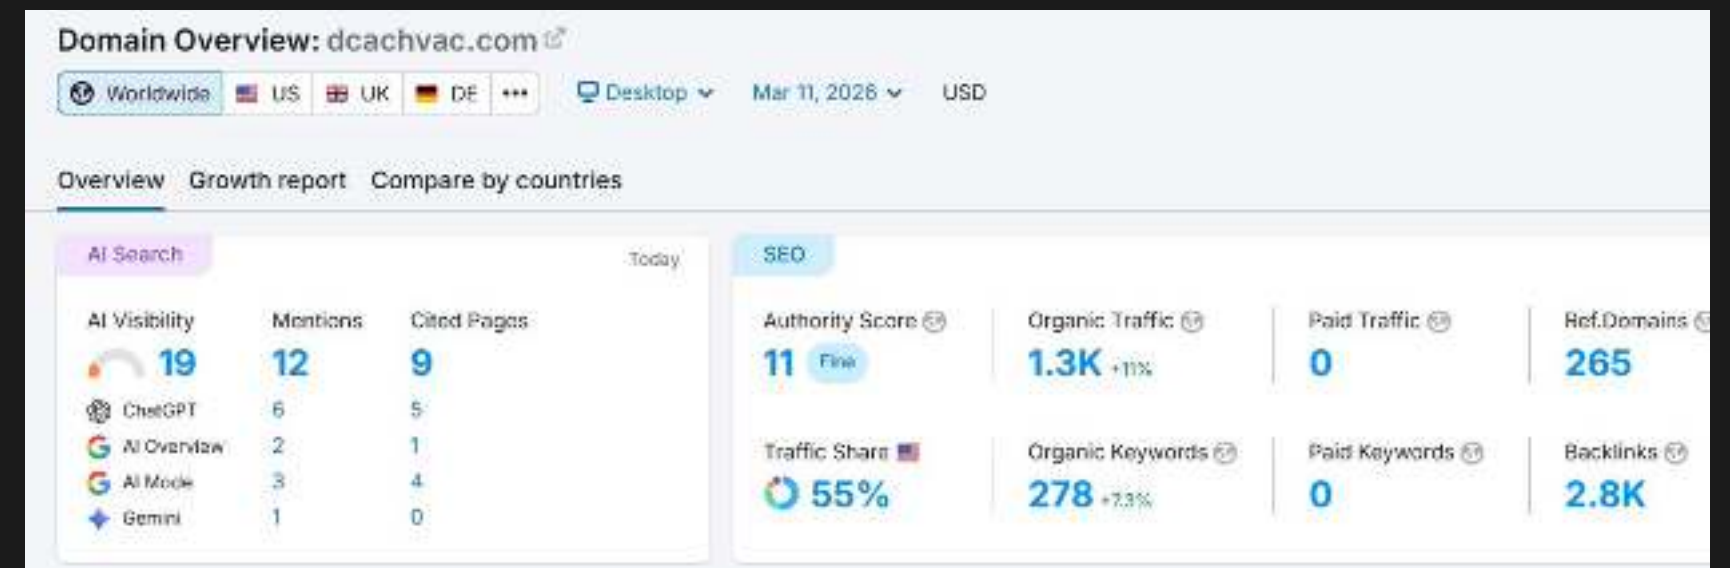 Domain Overview: dcachvac.com
Worldwide US UK DE ••• Desktop Mar 11, 2026 USD
Overview Growth report Compare by countries
AI Search Today
AI Visibility Mentions Cited Pages
19 12 9
ChatGPT 6 5
AI Overview 2 1
AI Mode 3 4
Gemini 1 0
SEO
Authority Score Organic Traffic Paid Traffic Ref.Domains
11 Fine 1.3K +11% 0 265
Traffic Share Organic Keywords Paid Keywords Backlinks
55% 278 +7.3% 0 2.8K